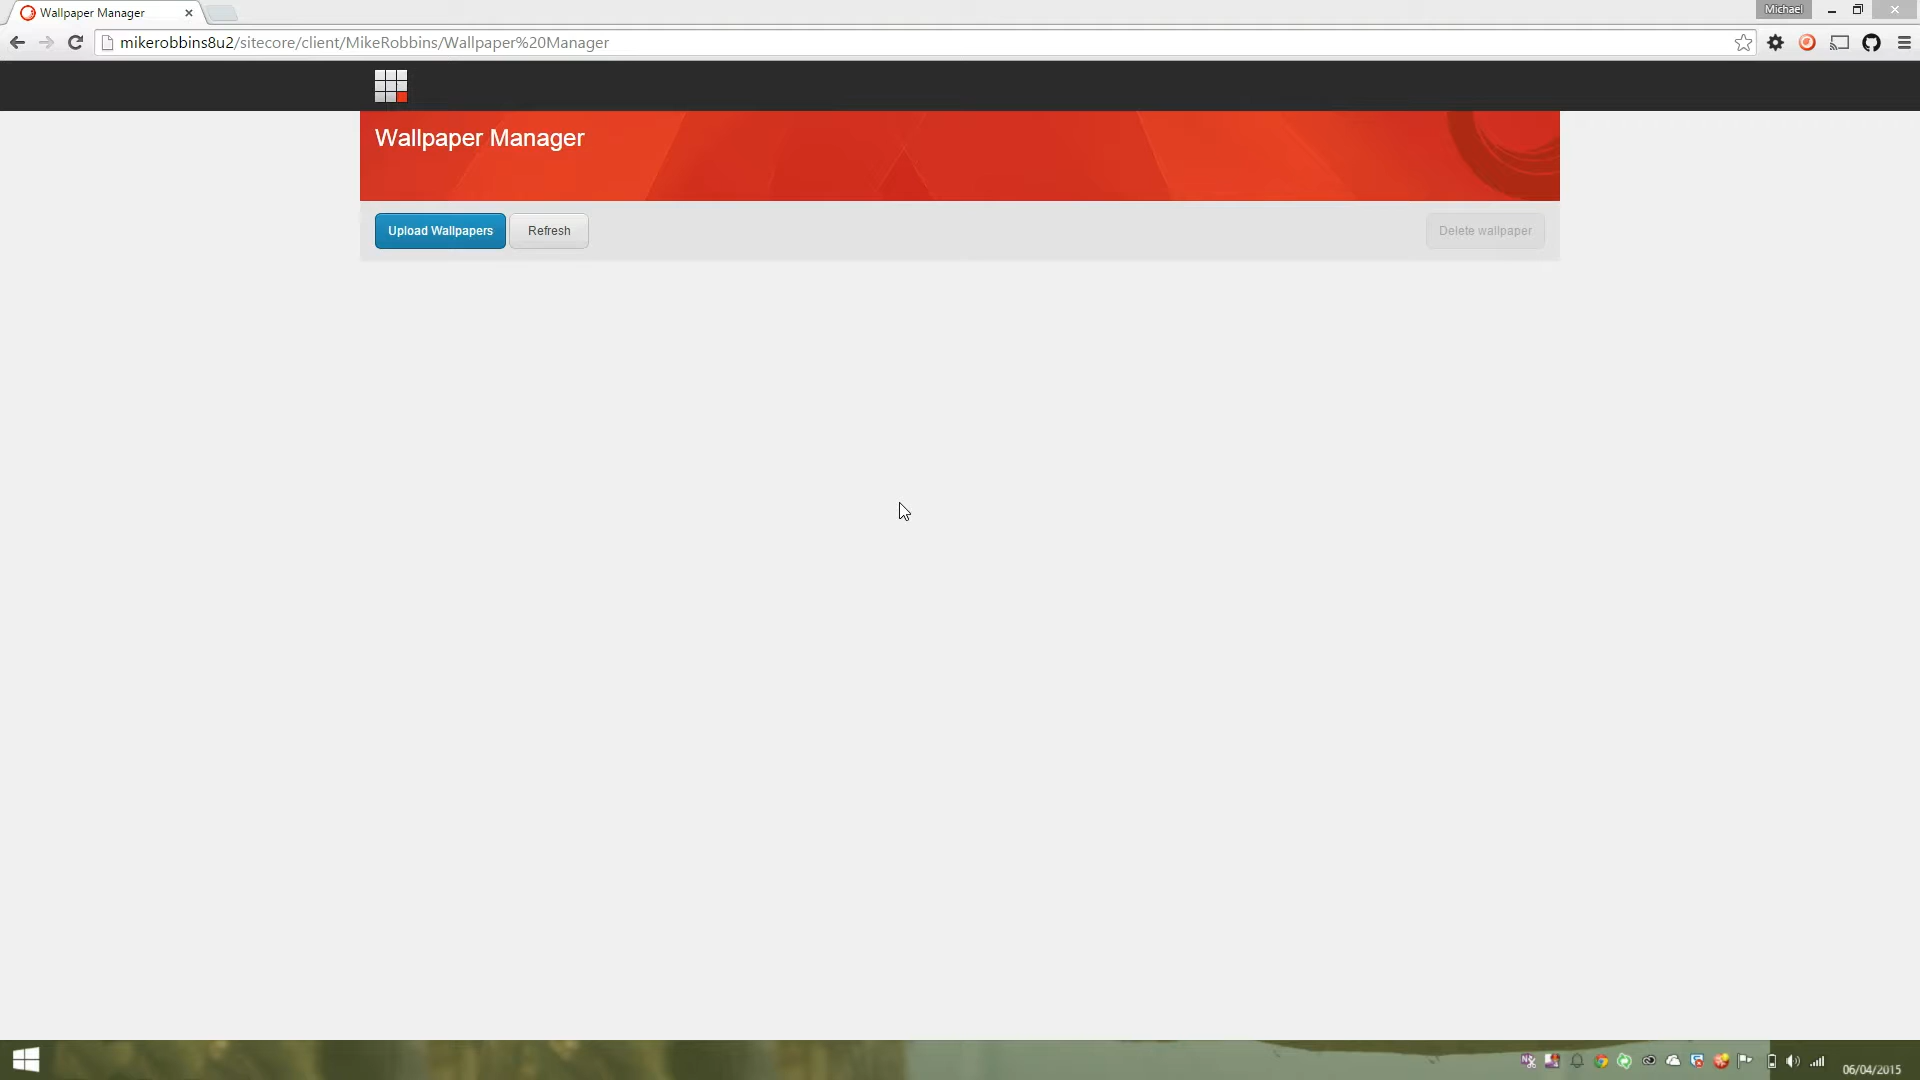 Wallpaper Manager
Michael
mikerobbins8u2/sitecore/client/MikeRobbins/Wallpaper%20Manager
Wallpaper Manager
Upload Wallpapers
Refresh
Delete wallpaper
06/04/2015